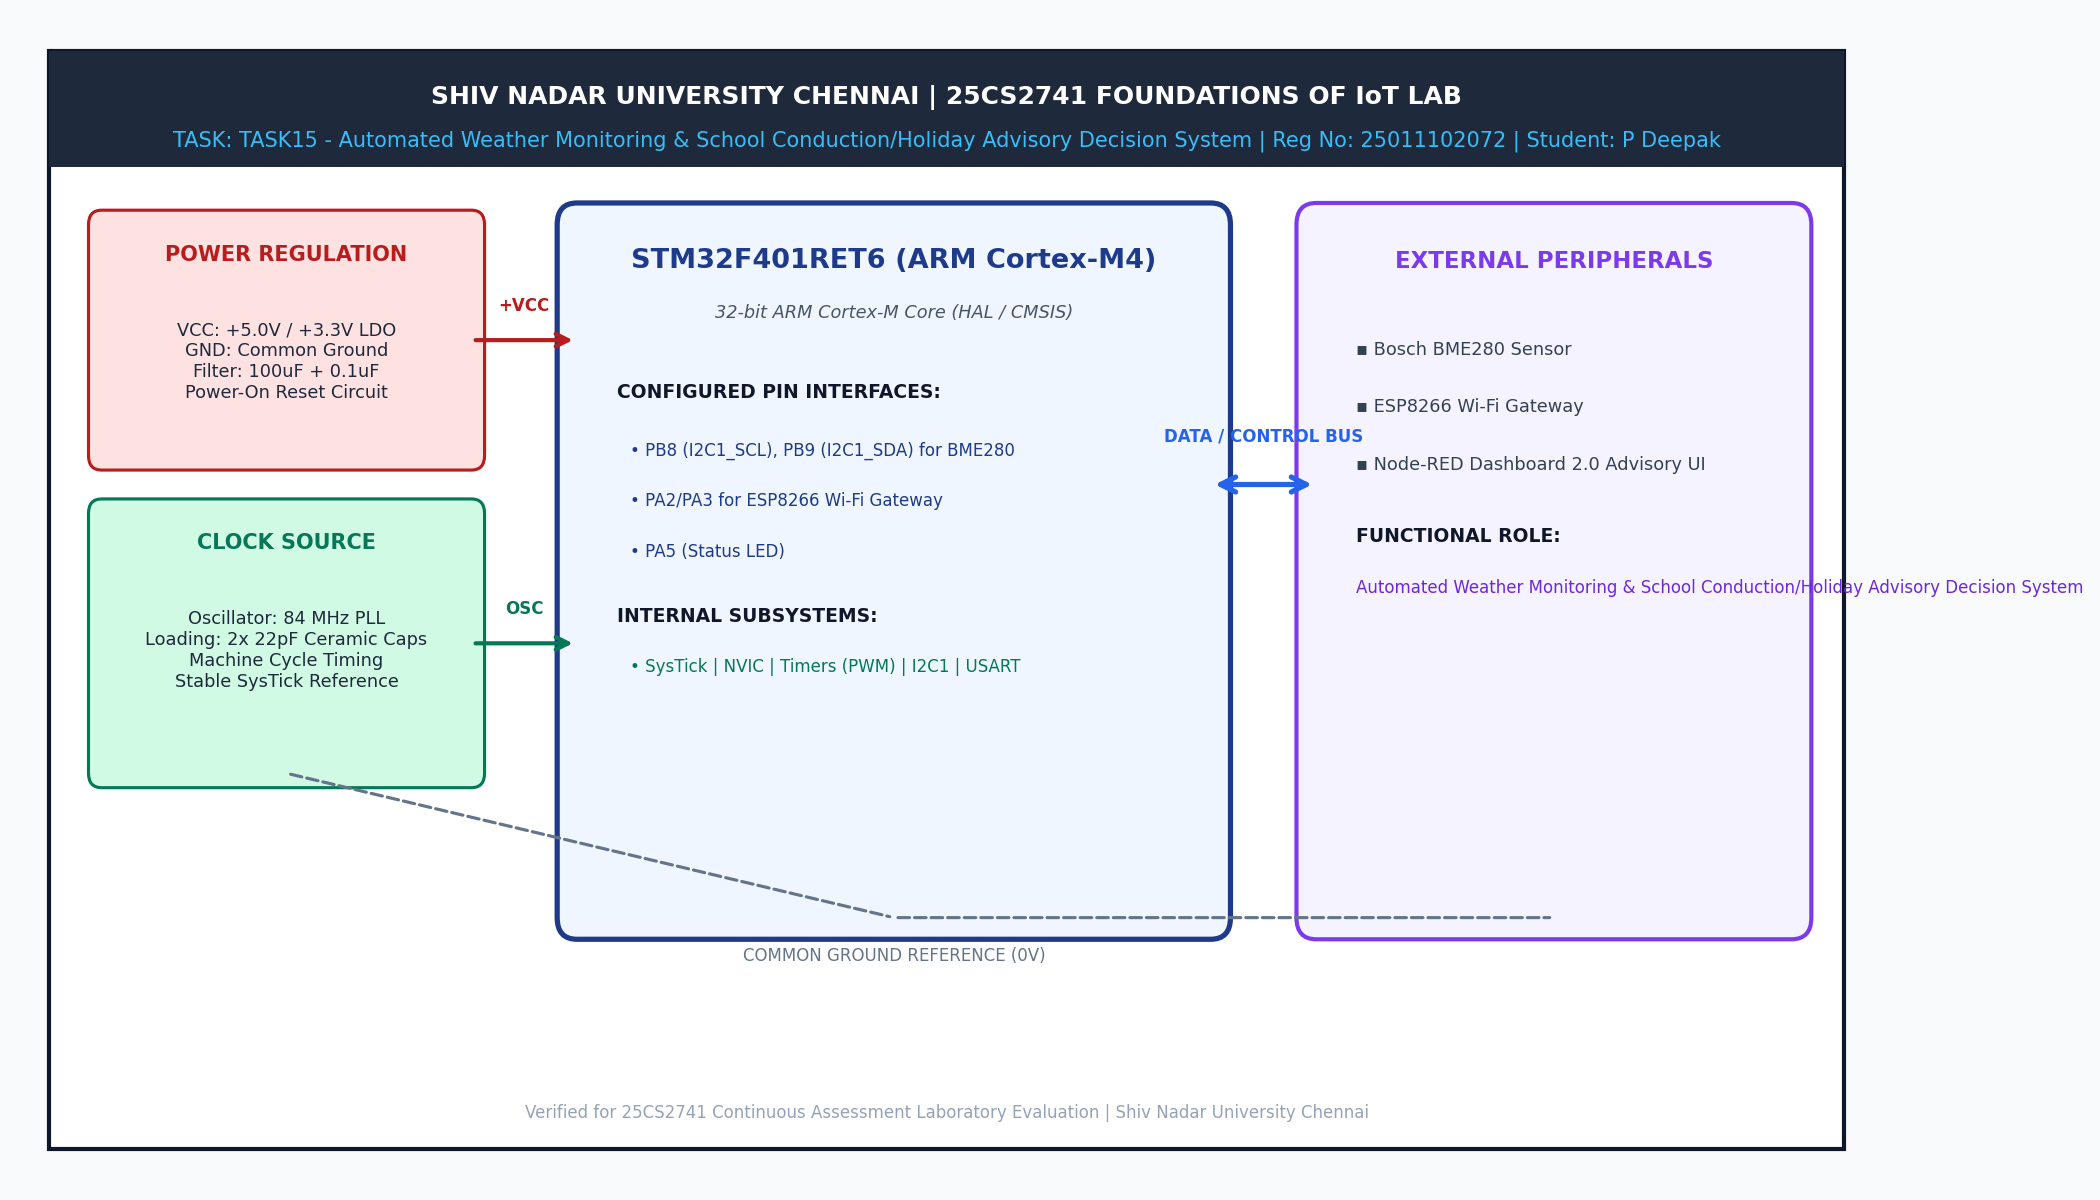 SHIV NADAR UNIVERSITY CHENNAI | 25CS2741 FOUNDATIONS OF IoT LAB
TASK: TASK15 - Automated Weather Monitoring & School Conduction/Holiday Advisory Decision System | Reg No: 25011102072 | Student: P Deepak
POWER REGULATION
VCC: +5.0V / +3.3V LDO
GND: Common Ground
Filter: 100uF + 0.1uF
Power-On Reset Circuit
+VCC
CLOCK SOURCE
Oscillator: 84 MHz PLL
Loading: 2x 22pF Ceramic Caps
Machine Cycle Timing
Stable SysTick Reference
OSC
STM32F401RET6 (ARM Cortex-M4)
32-bit ARM Cortex-M Core (HAL / CMSIS)
CONFIGURED PIN INTERFACES:
• PB8 (I2C1_SCL), PB9 (I2C1_SDA) for BME280
• PA2/PA3 for ESP8266 Wi-Fi Gateway
• PA5 (Status LED)
INTERNAL SUBSYSTEMS:
• SysTick | NVIC | Timers (PWM) | I2C1 | USART
DATA / CONTROL BUS
EXTERNAL PERIPHERALS
▪ Bosch BME280 Sensor
▪ ESP8266 Wi-Fi Gateway
▪ Node-RED Dashboard 2.0 Advisory UI
FUNCTIONAL ROLE:
Automated Weather Monitoring & School Conduction/Holiday Advisory Decision System
COMMON GROUND REFERENCE (0V)
Verified for 25CS2741 Continuous Assessment Laboratory Evaluation | Shiv Nadar University Chennai